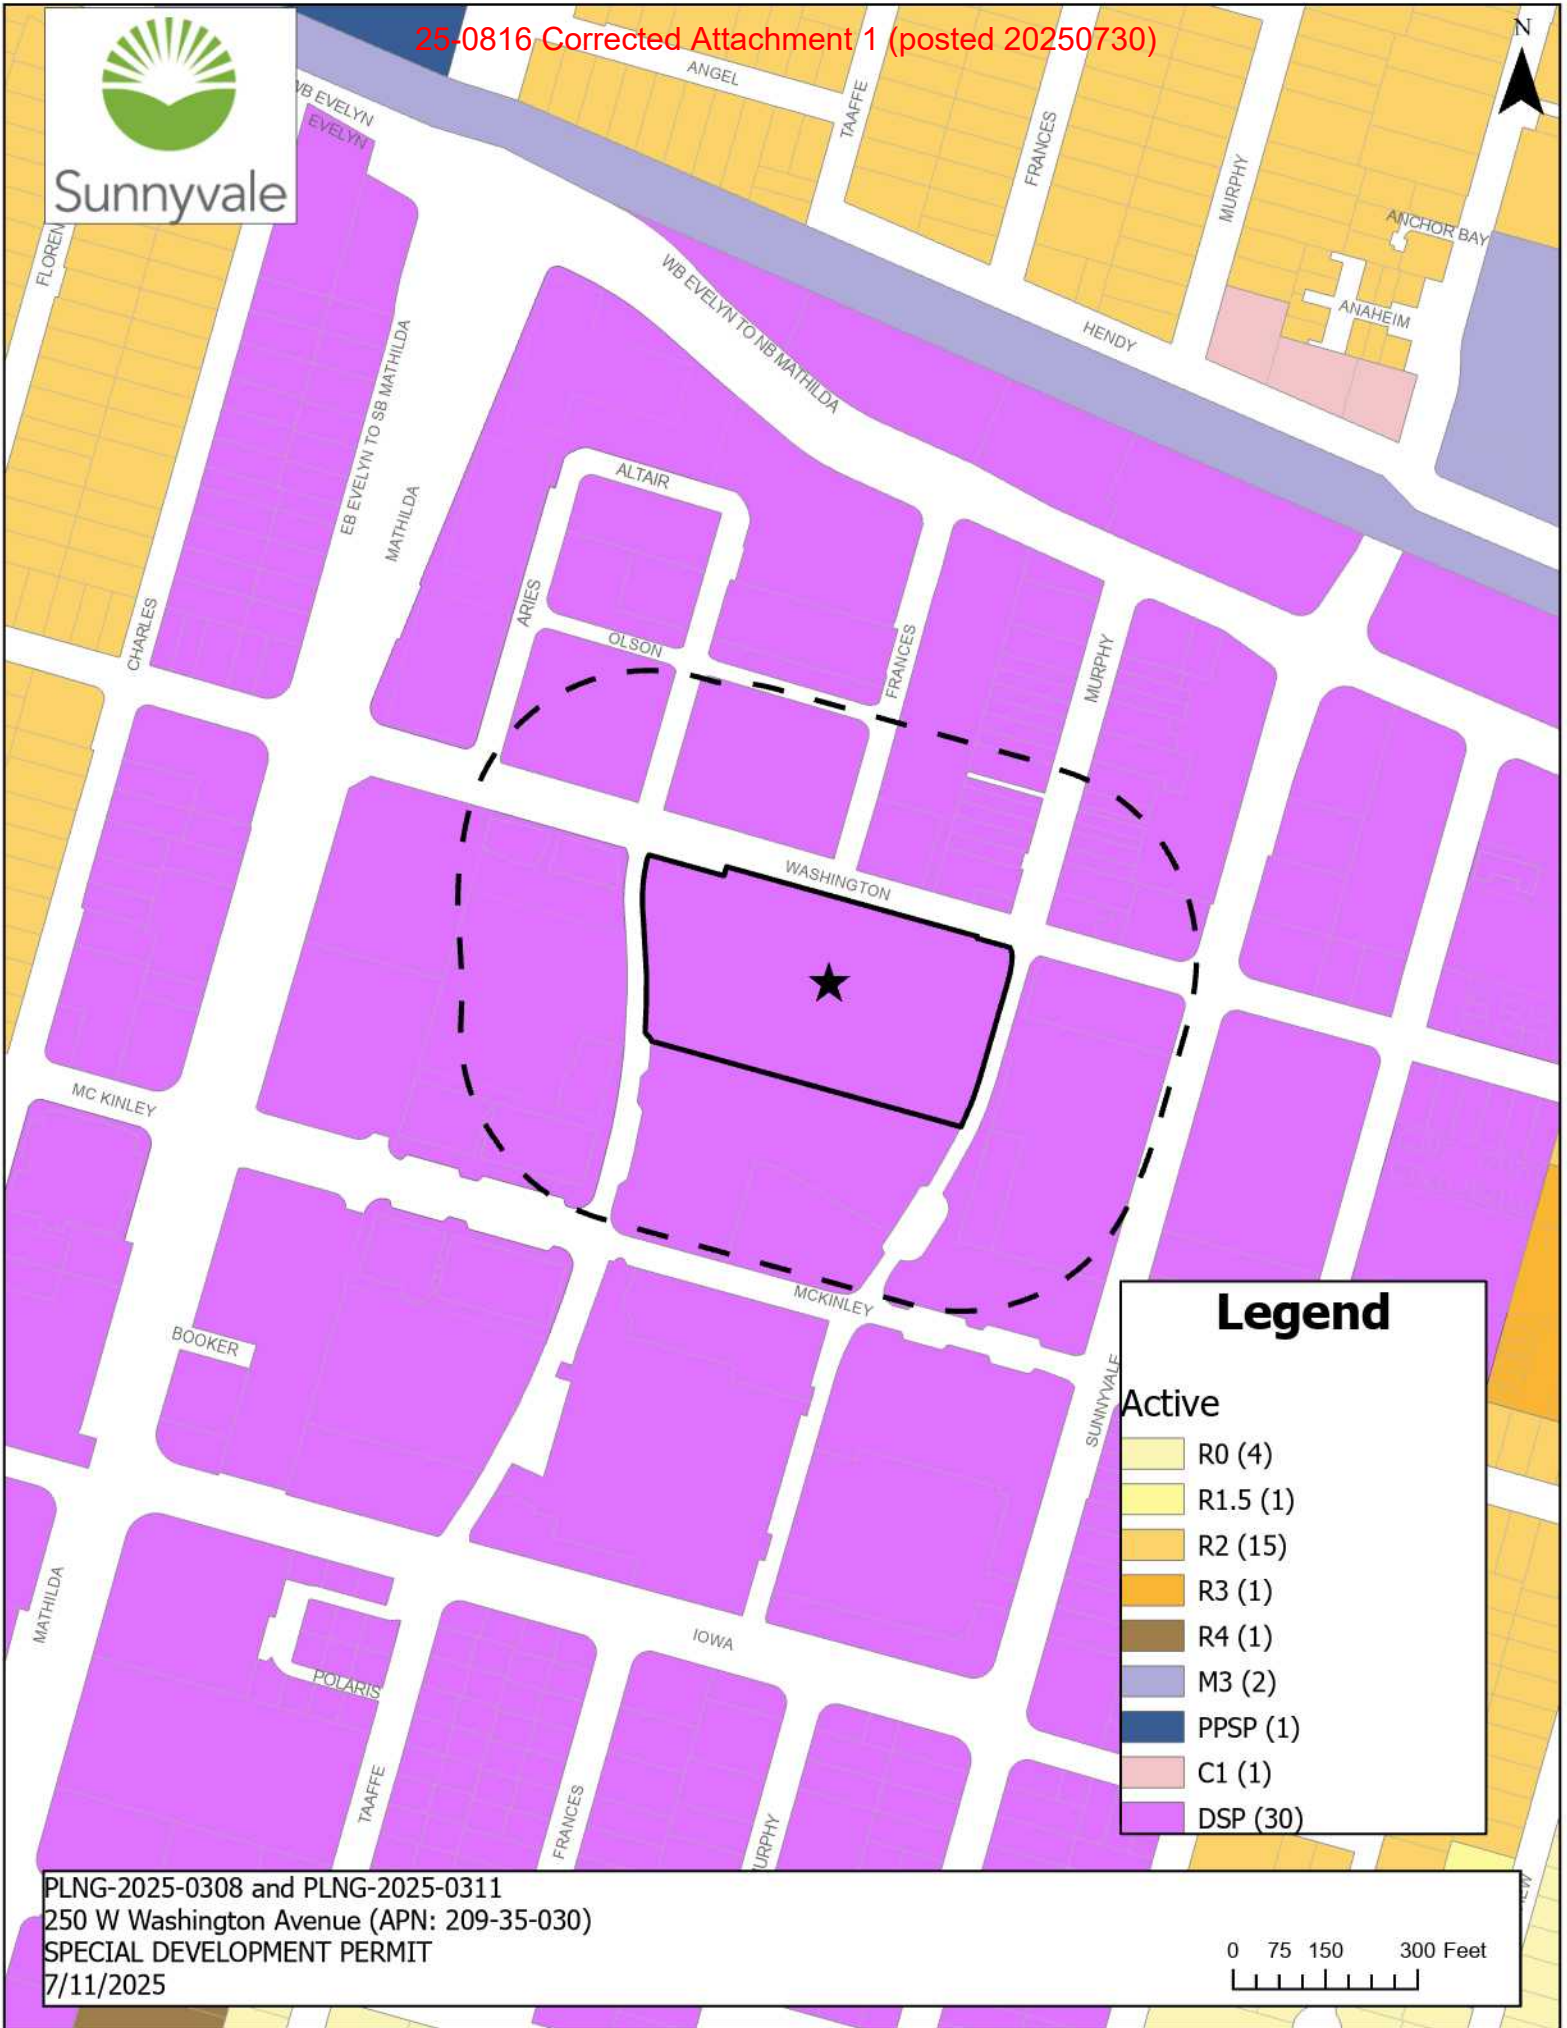 25-0816 Corrected Attachment 1 (posted 20250730)
N
Sunnyvale
ANGEL
TAAFFE
FRANCES
MURPHY
WB EVELYN
EVELYN
ANCHOR BAY
FLOREN
WB EVELYN TO NB MATHILDA
HENDY
ANAHEIM
EB EVELYN TO SB MATHILDA
MATHILDA
ALTAIR
ARIES
OLSON
CHARLES
FRANCES
MURPHY
WASHINGTON
MC KINLEY
MCKINLEY
BOOKER
SUNNYVALE
MATHILDA
IOWA
POLARIS
TAAFFE
FRANCES
URPHY
Legend
Active
R0 (4)
R1.5 (1)
R2 (15)
R3 (1)
R4 (1)
M3 (2)
PPSP (1)
C1 (1)
DSP (30)
PLNG-2025-0308 and PLNG-2025-0311
250 W Washington Avenue (APN: 209-35-030)
SPECIAL DEVELOPMENT PERMIT
7/11/2025
0 75 150 300 Feet